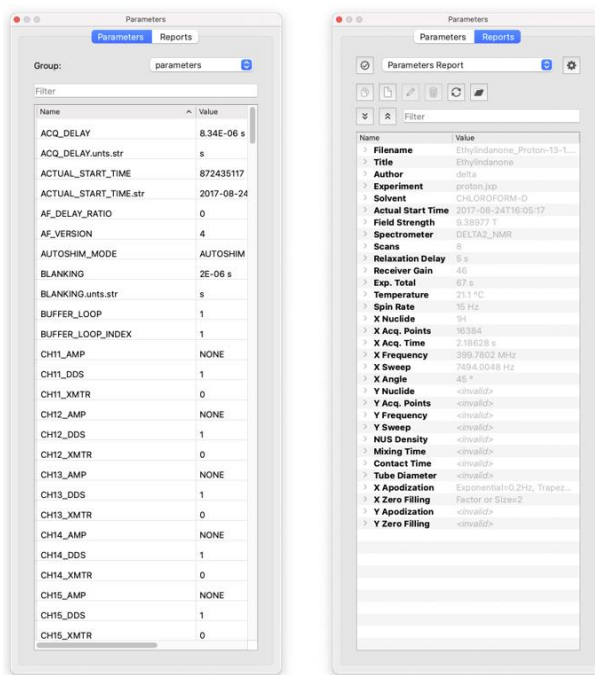 Parameters
Parameters Reports
Group: parameters
Filter
Name Value
ACQ_DELAY 8.34E-06 s
ACQ_DELAY.unts.str s
ACTUAL_START_TIME 872435117
ACTUAL_START_TIME.str 2017-08-24
AF_DELAY_RATIO 0
AF_VERSION 4
AUTOSHIM_MODE AUTOSHIM
BLANKING 2E-06 s
BLANKING.unts.str s
BUFFER_LOOP 1
BUFFER_LOOP_INDEX 1
CH11_AMP NONE
CH11_DDS 1
CH11_XMTR 0
CH12_AMP NONE
CH12_DDS 1
CH12_XMTR 0
CH13_AMP NONE
CH13_DDS 1
CH13_XMTR 0
CH14_AMP NONE
CH14_DDS 1
CH14_XMTR 0
CH15_AMP NONE
CH15_DDS 1
CH15_XMTR 0
Parameters
Parameters Reports
Parameters Report
Filter
Name Value
Filename Ethylindanone_Proton-13-1...
Title Ethylindanone
Author delta
Experiment proton.jxp
Solvent CHLOROFORM-D
Actual Start Time 2017-08-24T16:05:17
Field Strength 9.38977 T
Spectrometer DELTA2_NMR
Scans 8
Relaxation Delay 5 s
Receiver Gain 46
Exp. Total 67 s
Temperature 21.1 °C
Spin Rate 15 Hz
X Nuclide 1H
X Acq. Points 16384
X Acq. Time 2.18628 s
X Frequency 399.7802 MHz
X Sweep 7494.0048 Hz
X Angle 45 °
Y Nuclide <invalid>
Y Acq. Points <invalid>
Y Frequency <invalid>
Y Sweep <invalid>
NUS Density <invalid>
Mixing Time <invalid>
Contact Time <invalid>
Tube Diameter <invalid>
X Apodization Exponential=0.2Hz, Trapez...
X Zero Filling Factor or Size=2
Y Apodization <invalid>
Y Zero Filling <invalid>